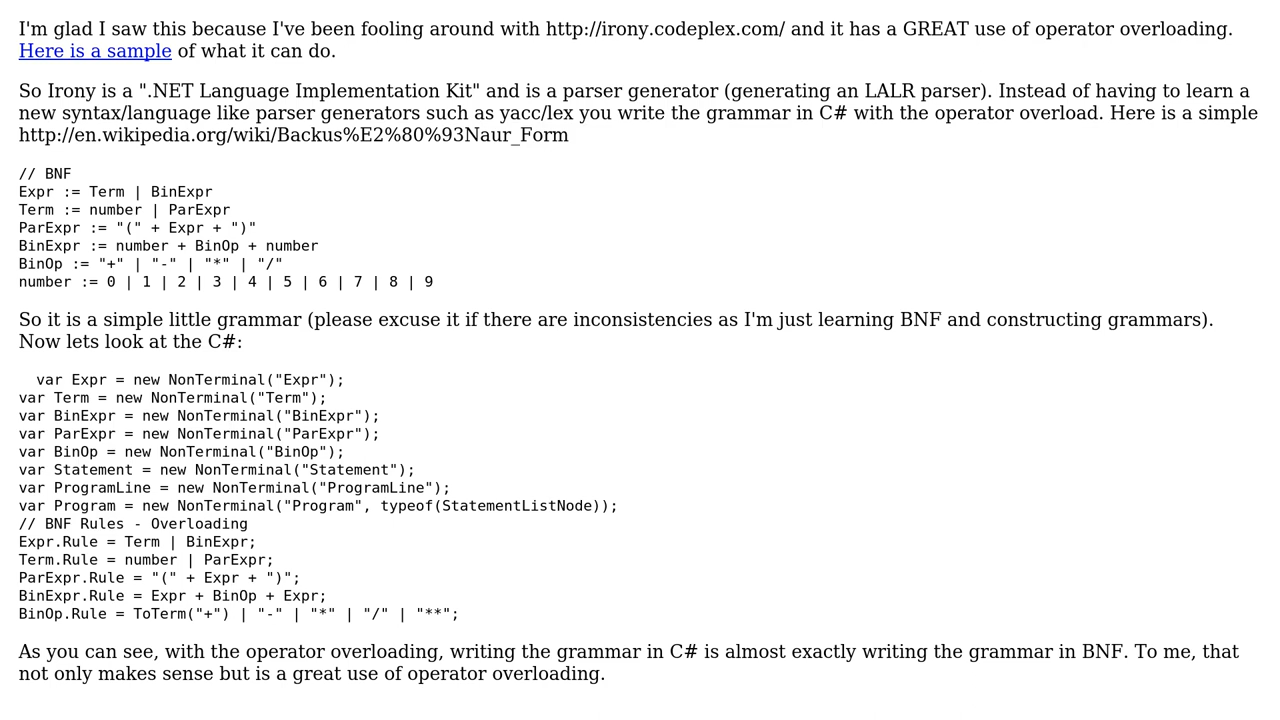 I'm glad I saw this because I've been fooling around with http://irony.codeplex.com/ and it has a GREAT use of operator overloading.
Here is a sample of what it can do.
So Irony is a ".NET Language Implementation Kit" and is a parser generator (generating an LALR parser). Instead of having to learn a
new syntax/language like parser generators such as yacc/lex you write the grammar in C# with the operator overload. Here is a simple
http://en.wikipedia.org/wiki/Backus%E2%80%93Naur_Form
// BNF
Expr := Term | BinExpr
Term := number | ParExpr
ParExpr := "(" + Expr + ")"
BinExpr := number + BinOp + number
BinOp := "+" | "-" | "*" | "/"
number := 0 | 1 | 2 | 3 | 4 | 5 | 6 | 7 | 8 | 9
So it is a simple little grammar (please excuse it if there are inconsistencies as I'm just learning BNF and constructing grammars).
Now lets look at the C#:
var Expr = new NonTerminal("Expr");
var Term = new NonTerminal("Term");
var BinExpr = new NonTerminal("BinExpr");
var ParExpr = new NonTerminal("ParExpr");
var BinOp = new NonTerminal("BinOp");
var Statement = new NonTerminal("Statement");
var ProgramLine = new NonTerminal("ProgramLine");
var Program = new NonTerminal("Program", typeof(StatementListNode));
// BNF Rules - Overloading
Expr.Rule = Term | BinExpr;
Term.Rule = number | ParExpr;
ParExpr.Rule = "(" + Expr + ")";
BinExpr.Rule = Expr + BinOp + Expr;
BinOp.Rule = ToTerm("+") | "-" | "*" | "/" | "**";
As you can see, with the operator overloading, writing the grammar in C# is almost exactly writing the grammar in BNF. To me, that
not only makes sense but is a great use of operator overloading.